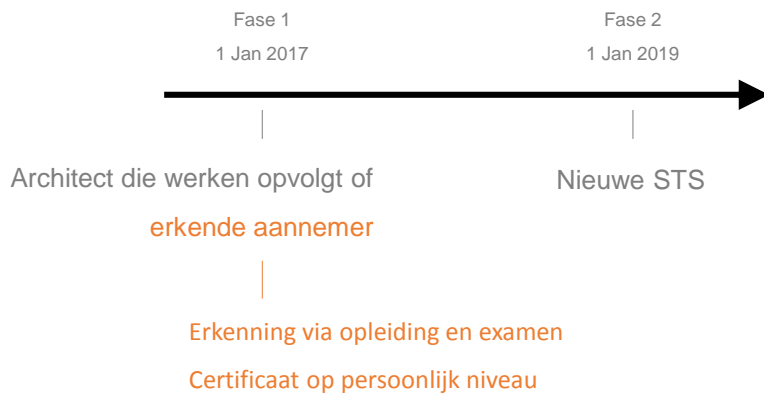 Fase 1
1 Jan 2017
Fase 2
1 Jan 2019
Architect die werken opvolgt of
erkende aannemer
Nieuwe STS
Erkenning via opleiding en examen
Certificaat op persoonlijk niveau